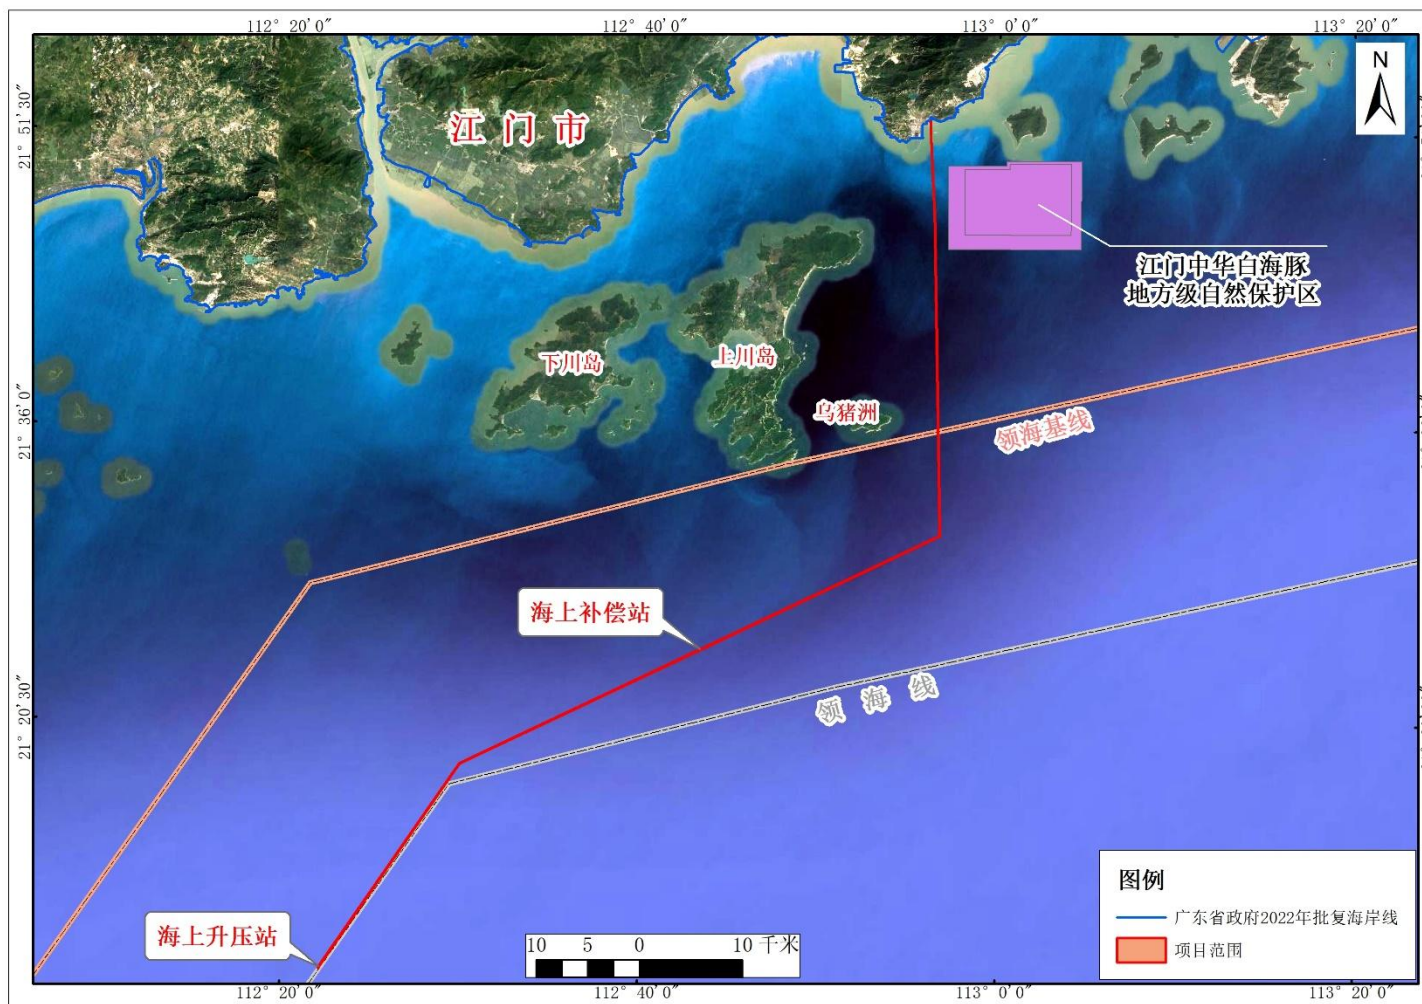 112° 20′ 0″
112° 40′ 0″
113° 0′ 0″
113° 20′ 0″
N
21° 51′ 30″
江门市
江门中华白海豚
地方级自然保护区
下川岛
上川岛
乌猪洲
21° 36′ 0″
领海基线
海上补偿站
21° 20′ 30″
领海线
海上升压站
10 5 0 10 千米
图例
广东省政府2022年批复海岸线
项目范围
112° 20′ 0″
112° 40′ 0″
113° 0′ 0″
113° 20′ 0″